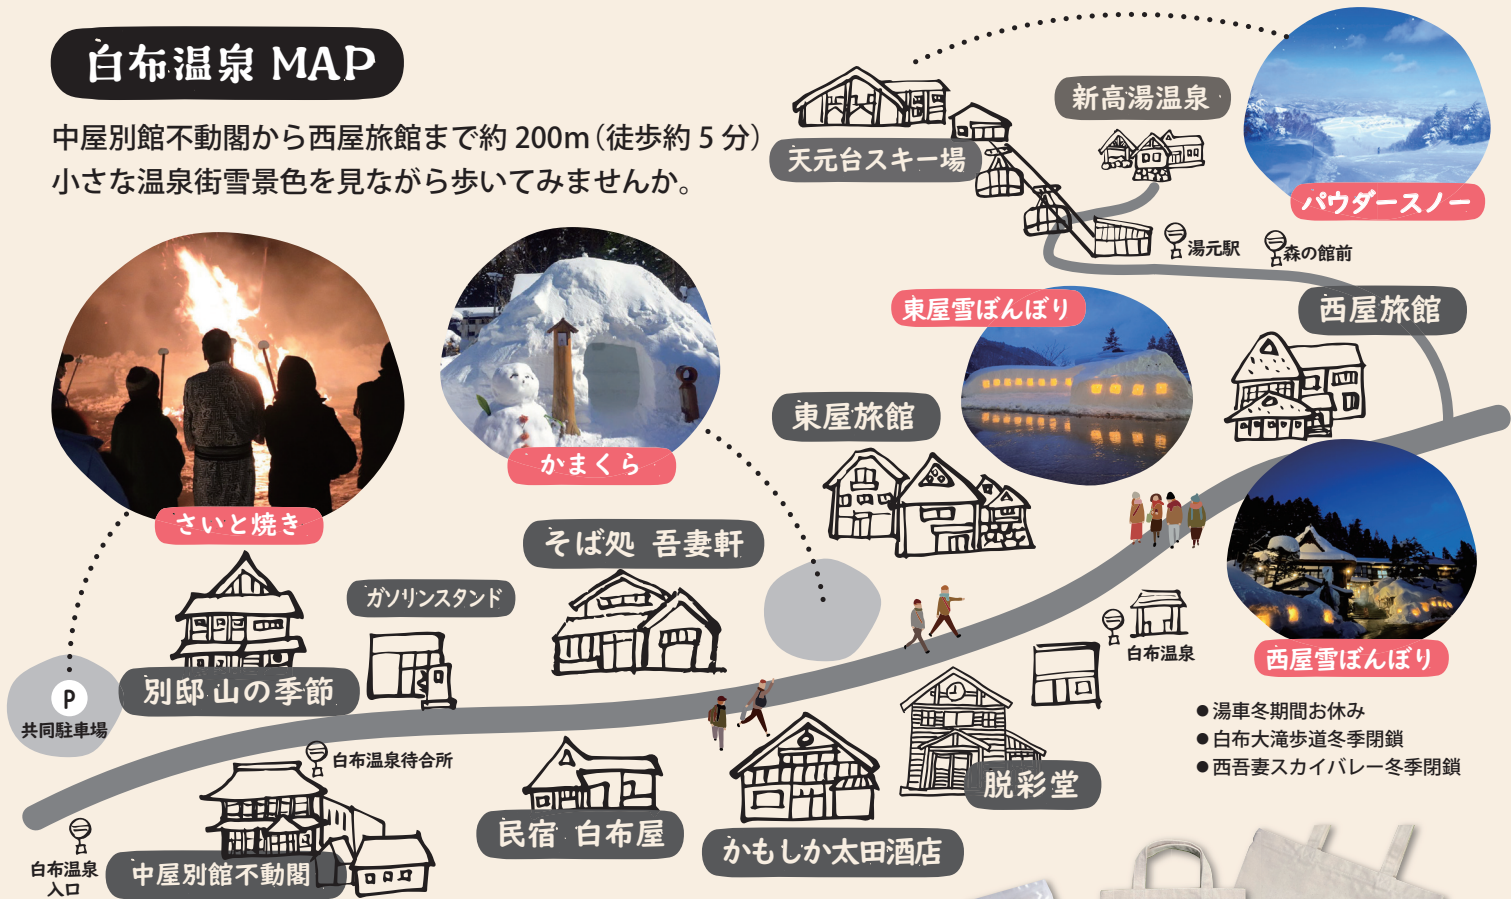 白布温泉 MAP
中屋別館不動閣から西屋旅館まで約 200m（徒歩約 5 分）
小さな温泉街雪景色を見ながら歩いてみませんか。
天元台スキー場
新高湯温泉
パウダースノー
湯元駅
森の館前
西屋旅館
東屋雪ぼんぼり
東屋旅館
かまくら
さいと焼き
そば処 吾妻軒
ガソリンスタンド
別邸 山の季節
P
共同駐車場
白布温泉待合所
白布温泉
西屋雪ぼんぼり
●湯車冬期間お休み
●白布大滝歩道冬季閉鎖
●西吾妻スカイバレー冬季閉鎖
脱彩堂
かもしか太田酒店
民宿 白布屋
中屋別館不動閣
白布温泉
入口